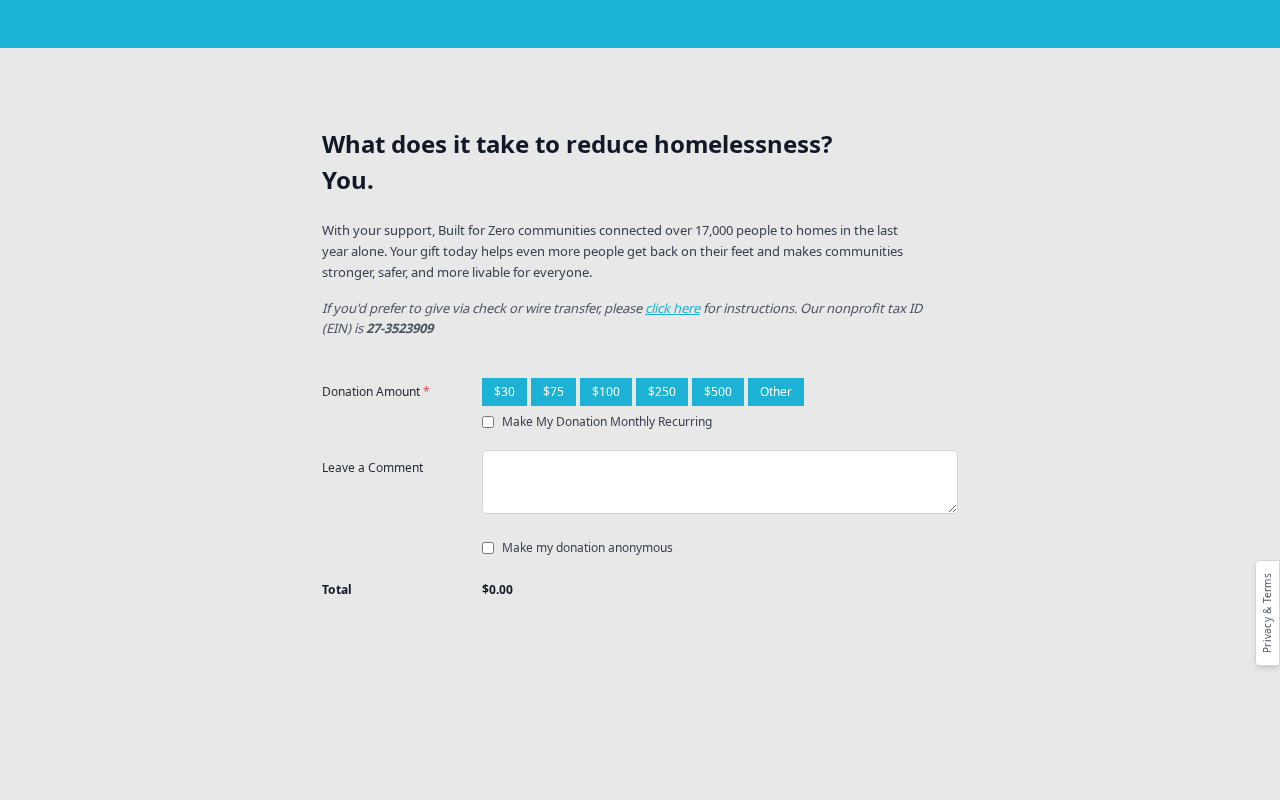 What does it take to reduce homelessness?
You.
With your support, Built for Zero communities connected over 17,000 people to homes in the last
year alone. Your gift today helps even more people get back on their feet and makes communities
stronger, safer, and more livable for everyone.
If you'd prefer to give via check or wire transfer, please click here for instructions. Our nonprofit tax ID
(EIN) is 27-3523909
Donation Amount *
$30 $75 $100 $250 $500 Other
Make My Donation Monthly Recurring
Leave a Comment
Make my donation anonymous
Total $0.00
Privacy & Terms